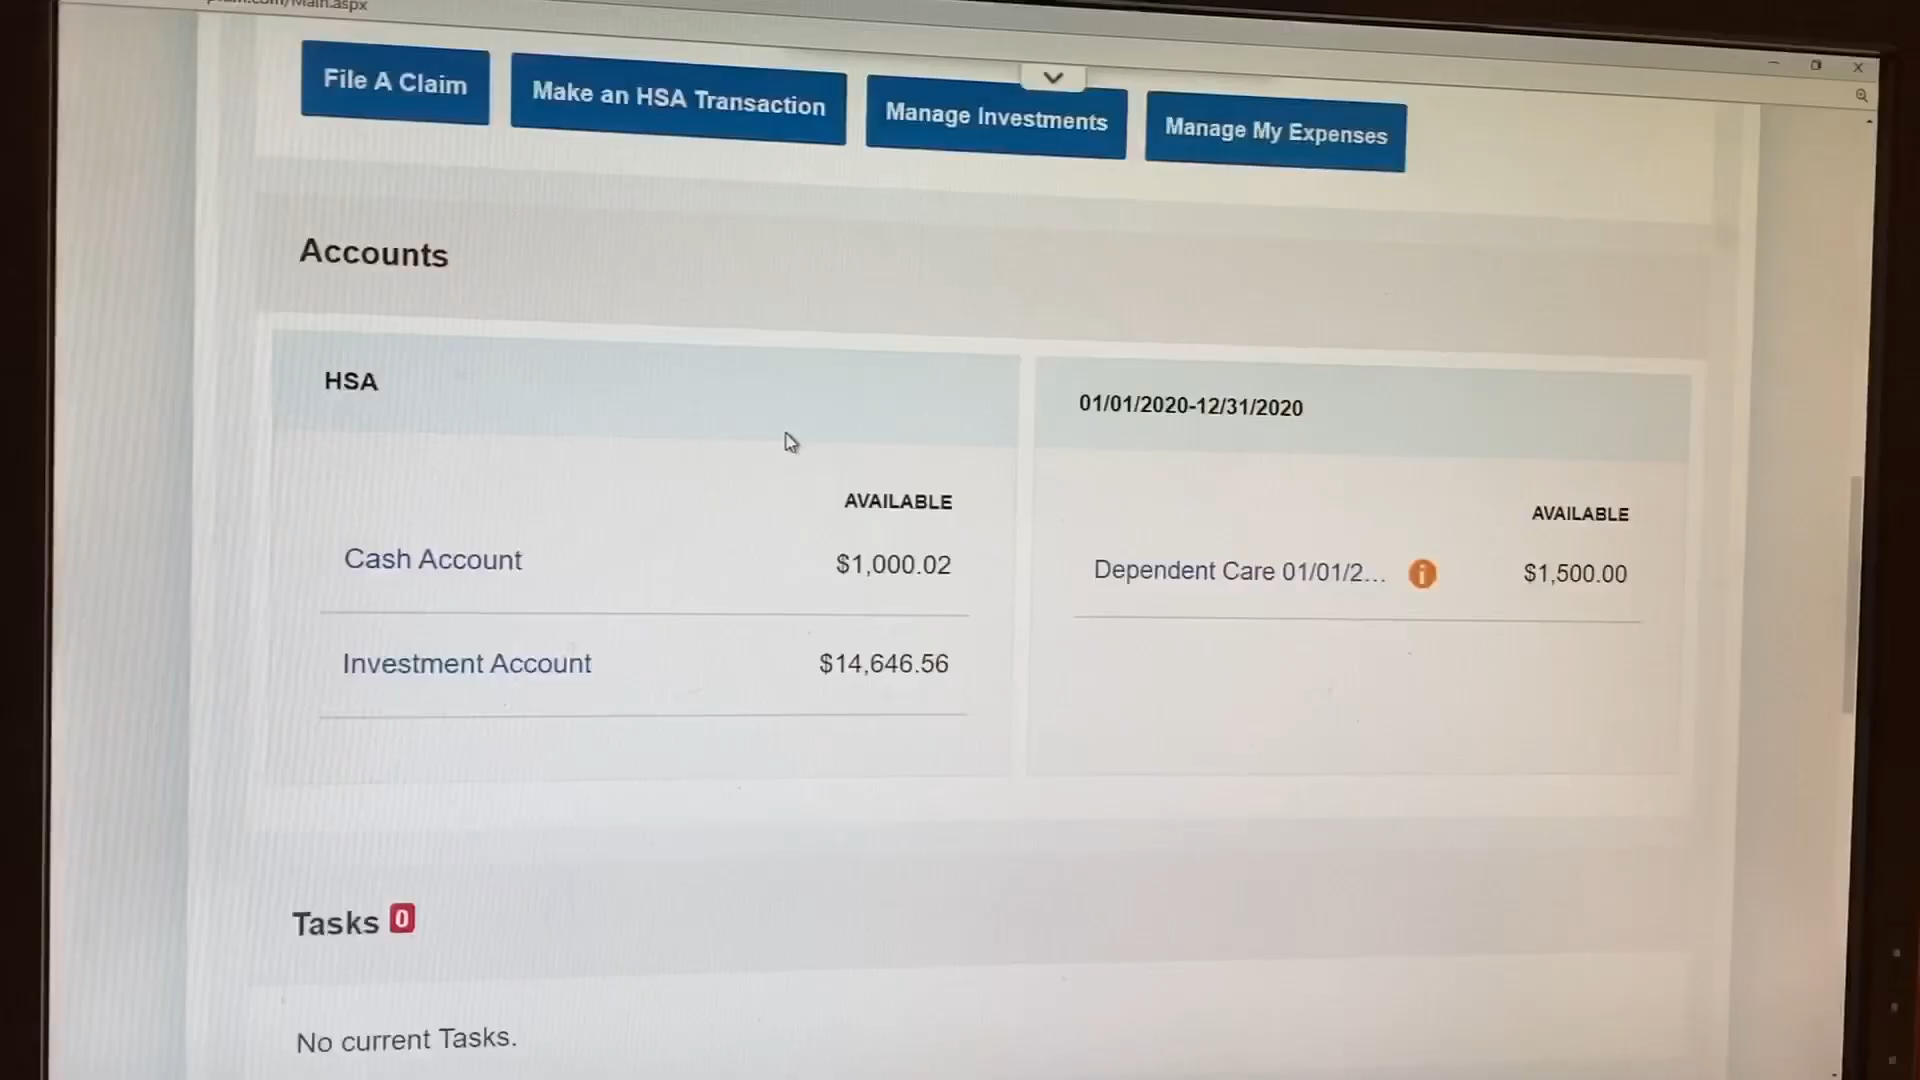 File A Claim
Make an HSA Transaction
Manage Investments
Manage My Expenses
Accounts
HSA
AVAILABLE
Cash Account $1,000.02
Investment Account $14,646.56
01/01/2020-12/31/2020
AVAILABLE
Dependent Care 01/01/2... $1,500.00
Tasks 0
No current Tasks.